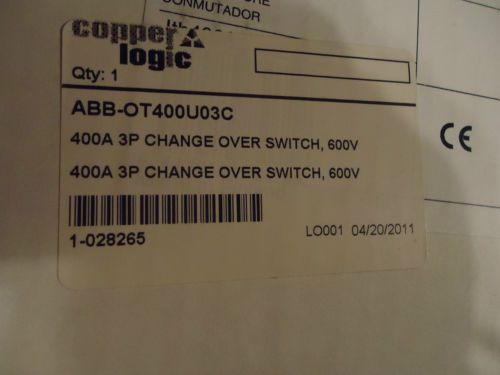 CONMUTADOR
copper
logic
Qty: 1
ABB-OT400U03C
400A 3P CHANGE OVER SWITCH, 600V
400A 3P CHANGE OVER SWITCH, 600V
1-028265
LO001 04/20/2011
CE